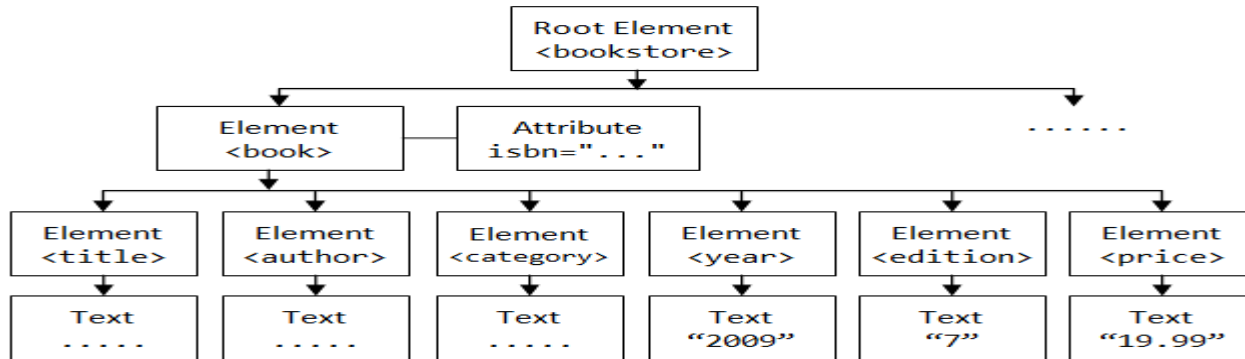 Root Element
<bookstore>
Element
<book>
Attribute
isbn="..."
......
Element
<title>
Element
<author>
Element
<category>
Element
<year>
Element
<edition>
Element
<price>
Text
.....
Text
.....
Text
.....
Text
“2009”
Text
“7”
Text
“19.99”